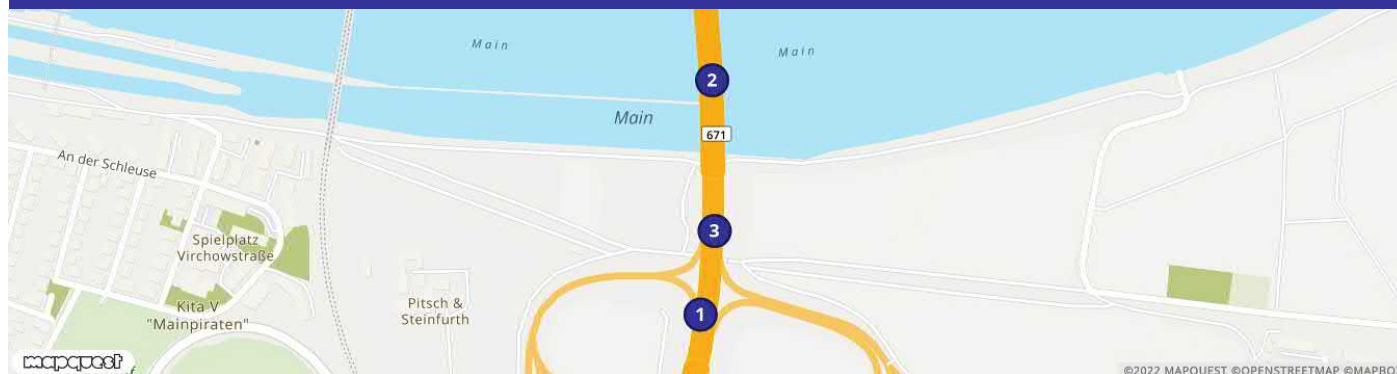 Main
Main
2
Main
671
An der Schleuse
3
Spielplatz
Virchowstraße
Kita V
"Mainpiraten"
Pitsch &
Steinfurth
1
mapquest
©2022 MAPQUEST ©OPENSTREETMAP ©MAPBO